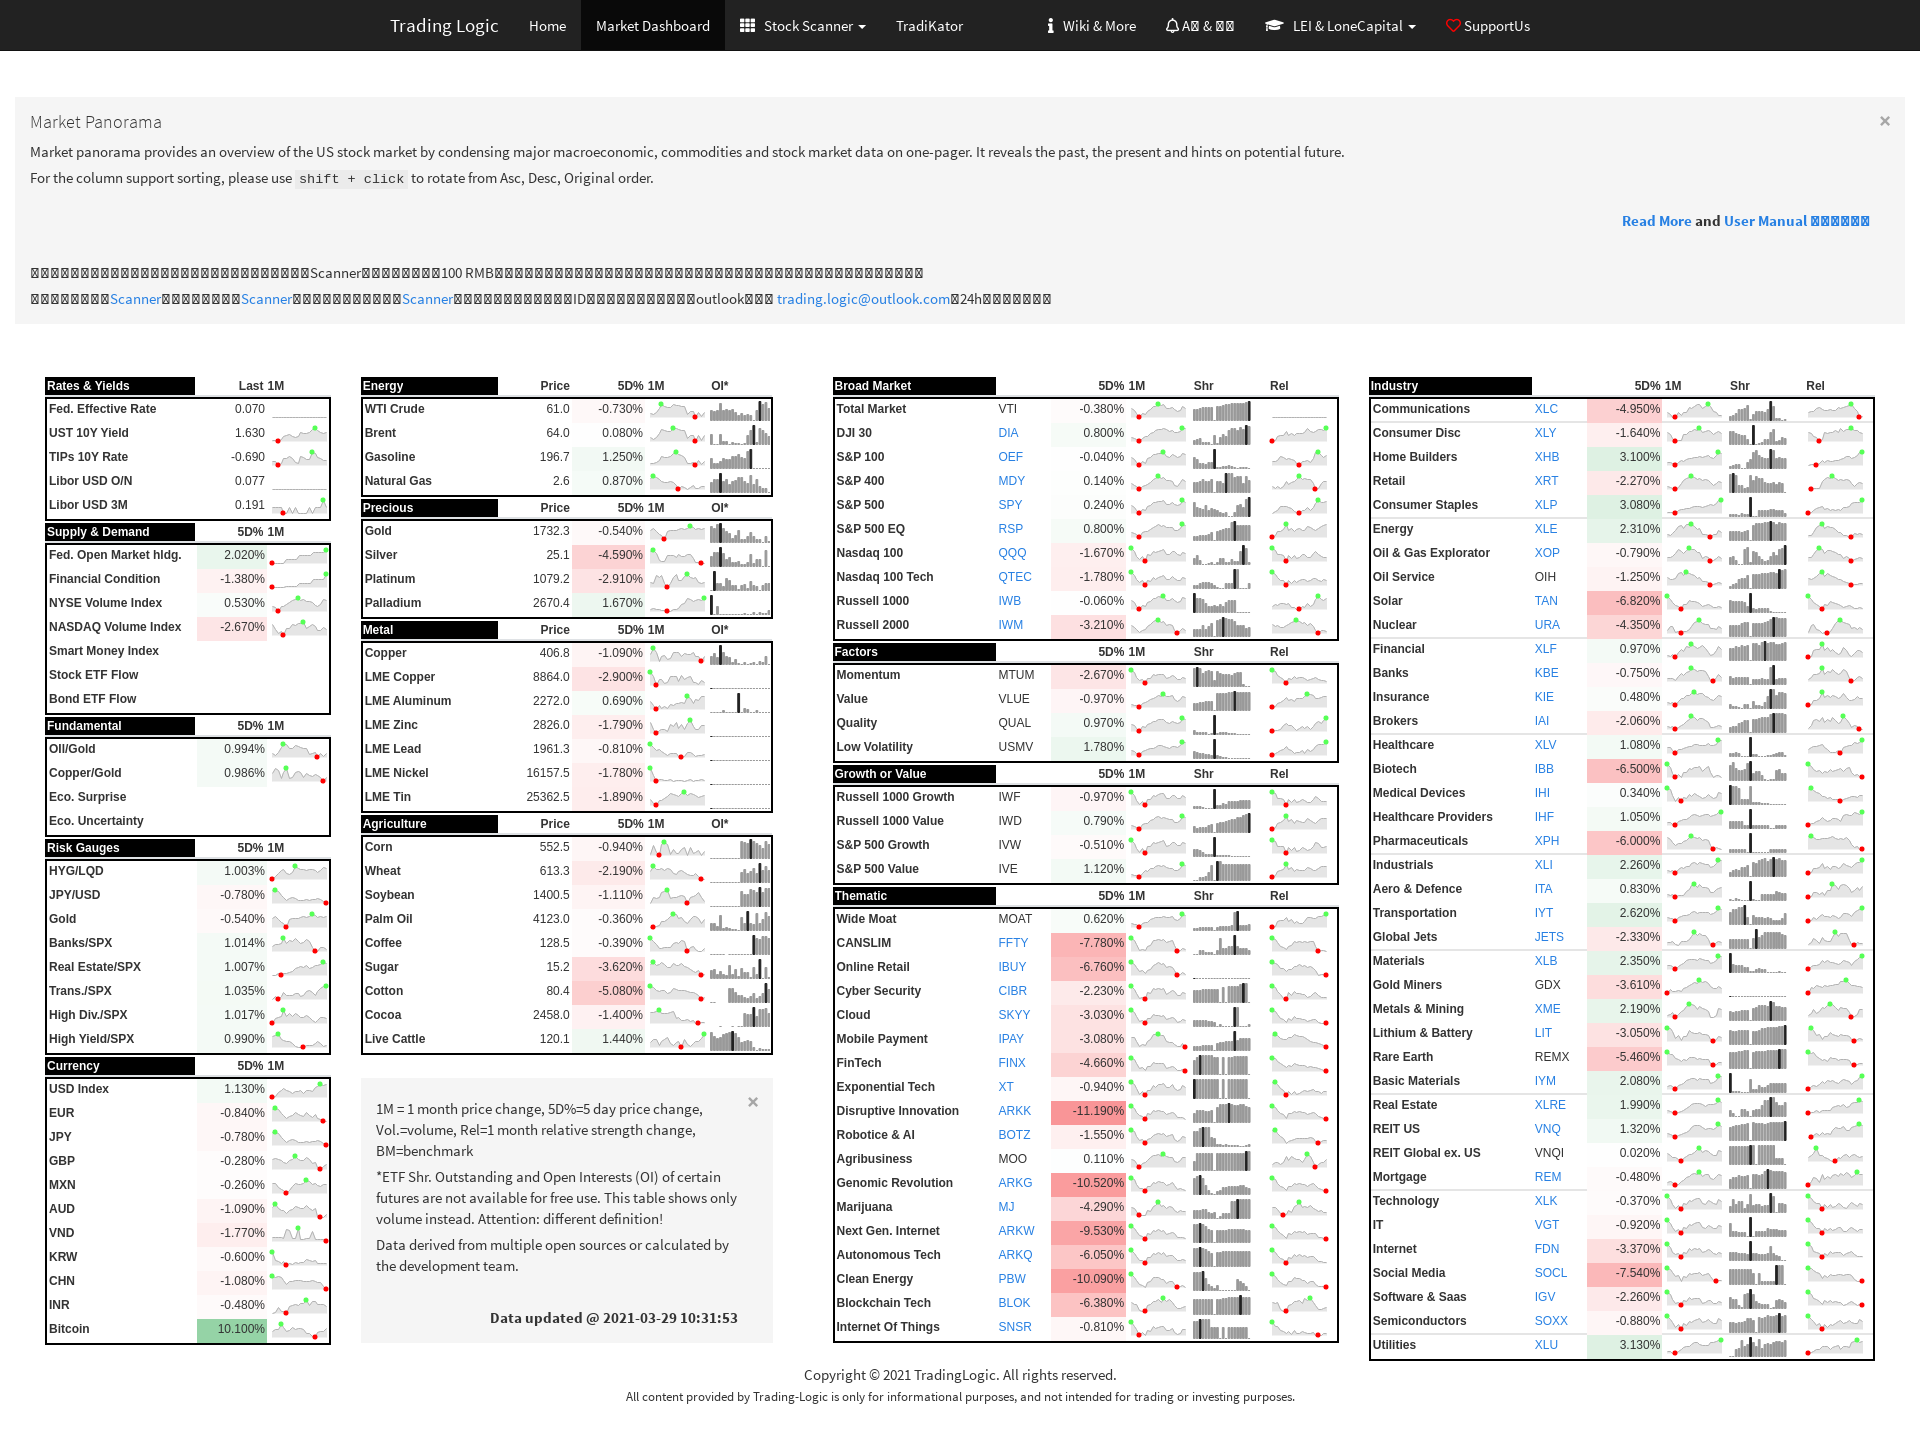 Trading Logic Home Market Dashboard Stock Scanner TradiKator Wiki & More LEI & LoneCapital SupportUs
Market Panorama
Market panorama provides an overview of the US stock market by condensing major macroeconomic, commodities and stock market data on one-pager. It reveals the past, the present and hints on potential future.
For the column support sorting, please use shift + click to rotate from Asc, Desc, Original order.
Read More and User Manual
Scanner 100 RMB
Scanner Scanner Scanner ID outlook trading.logic@outlook.com 24h
Rates & Yields Last 1M
Fed. Effective Rate 0.070
UST 10Y Yield 1.630
TIPs 10Y Rate -0.690
Libor USD O/N 0.077
Libor USD 3M 0.191
Supply & Demand 5D% 1M
Fed. Open Market hldg. 2.020%
Financial Condition -1.380%
NYSE Volume Index 0.530%
NASDAQ Volume Index -2.670%
Smart Money Index
Stock ETF Flow
Bond ETF Flow
Fundamental 5D% 1M
OIl/Gold 0.994%
Copper/Gold 0.986%
Eco. Surprise
Eco. Uncertainty
Risk Gauges 5D% 1M
HYG/LQD 1.003%
JPY/USD -0.780%
Gold -0.540%
Banks/SPX 1.014%
Real Estate/SPX 1.007%
Trans./SPX 1.035%
High Div./SPX 1.017%
High Yield/SPX 0.990%
Currency 5D% 1M
USD Index 1.130%
EUR -0.840%
JPY -0.780%
GBP -0.280%
MXN -0.260%
AUD -1.090%
VND -1.770%
KRW -0.600%
CHN -1.080%
INR -0.480%
Bitcoin 10.100%
Energy Price 5D% 1M OI*
WTI Crude 61.0 -0.730%
Brent 64.0 0.080%
Gasoline 196.7 1.250%
Natural Gas 2.6 0.870%
Precious Price 5D% 1M OI*
Gold 1732.3 -0.540%
Silver 25.1 -4.590%
Platinum 1079.2 -2.910%
Palladium 2670.4 1.670%
Metal Price 5D% 1M OI*
Copper 406.8 -1.090%
LME Copper 8864.0 -2.900%
LME Aluminum 2272.0 0.690%
LME Zinc 2826.0 -1.790%
LME Lead 1961.3 -0.810%
LME Nickel 16157.5 -1.780%
LME Tin 25362.5 -1.890%
Agriculture Price 5D% 1M OI*
Corn 552.5 -0.940%
Wheat 613.3 -2.190%
Soybean 1400.5 -1.110%
Palm Oil 4123.0 -0.360%
Coffee 128.5 -0.390%
Sugar 15.2 -3.620%
Cotton 80.4 -5.080%
Cocoa 2458.0 -1.400%
Live Cattle 120.1 1.440%
1M = 1 month price change, 5D%=5 day price change,
Vol.=volume, Rel=1 month relative strength change,
BM=benchmark
*ETF Shr. Outstanding and Open Interests (OI) of certain
futures are not available for free use. This table shows only
volume instead. Attention: different definition!
Data derived from multiple open sources or calculated by
the development team.
Data updated @ 2021-03-29 10:31:53
Broad Market 5D% 1M Shr Rel
Total Market VTI -0.380%
DJI 30 DIA 0.800%
S&P 100 OEF -0.040%
S&P 400 MDY 0.140%
S&P 500 SPY 0.240%
S&P 500 EQ RSP 0.800%
Nasdaq 100 QQQ -1.670%
Nasdaq 100 Tech QTEC -1.780%
Russell 1000 IWB -0.060%
Russell 2000 IWM -3.210%
Factors 5D% 1M Shr Rel
Momentum MTUM -2.670%
Value VLUE -0.970%
Quality QUAL 0.970%
Low Volatility USMV 1.780%
Growth or Value 5D% 1M Shr Rel
Russell 1000 Growth IWF -0.970%
Russell 1000 Value IWD 0.790%
S&P 500 Growth IVW -0.510%
S&P 500 Value IVE 1.120%
Thematic 5D% 1M Shr Rel
Wide Moat MOAT 0.620%
CANSLIM FFTY -7.780%
Online Retail IBUY -6.760%
Cyber Security CIBR -2.230%
Cloud SKYY -3.030%
Mobile Payment IPAY -3.080%
FinTech FINX -4.660%
Exponential Tech XT -0.940%
Disruptive Innovation ARKK -11.190%
Robotice & AI BOTZ -1.550%
Agribusiness MOO 0.110%
Genomic Revolution ARKG -10.520%
Marijuana MJ -4.290%
Next Gen. Internet ARKW -9.530%
Autonomous Tech ARKQ -6.050%
Clean Energy PBW -10.090%
Blockchain Tech BLOK -6.380%
Internet Of Things SNSR -0.810%
Industry 5D% 1M Shr Rel
Communications XLC -4.950%
Consumer Disc XLY -1.640%
Home Builders XHB 3.100%
Retail XRT -2.270%
Consumer Staples XLP 3.080%
Energy XLE 2.310%
Oil & Gas Explorator XOP -0.790%
Oil Service OIH -1.250%
Solar TAN -6.820%
Nuclear URA -4.350%
Financial XLF 0.970%
Banks KBE -0.750%
Insurance KIE 0.480%
Brokers IAI -2.060%
Healthcare XLV 1.080%
Biotech IBB -6.500%
Medical Devices IHI 0.340%
Healthcare Providers IHF 1.050%
Pharmaceuticals XPH -6.000%
Industrials XLI 2.260%
Aero & Defence ITA 0.830%
Transportation IYT 2.620%
Global Jets JETS -2.330%
Materials XLB 2.350%
Gold Miners GDX -3.610%
Metals & Mining XME 2.190%
Lithium & Battery LIT -3.050%
Rare Earth REMX -5.460%
Basic Materials IYM 2.080%
Real Estate XLRE 1.990%
REIT US VNQ 1.320%
REIT Global ex. US VNQI 0.020%
Mortgage REM -0.480%
Technology XLK -0.370%
IT VGT -0.920%
Internet FDN -3.370%
Social Media SOCL -7.540%
Software & Saas IGV -2.260%
Semiconductors SOXX -0.880%
Utilities XLU 3.130%
Copyright © 2021 TradingLogic. All rights reserved.
All content provided by Trading-Logic is only for informational purposes, and not intended for trading or investing purposes.